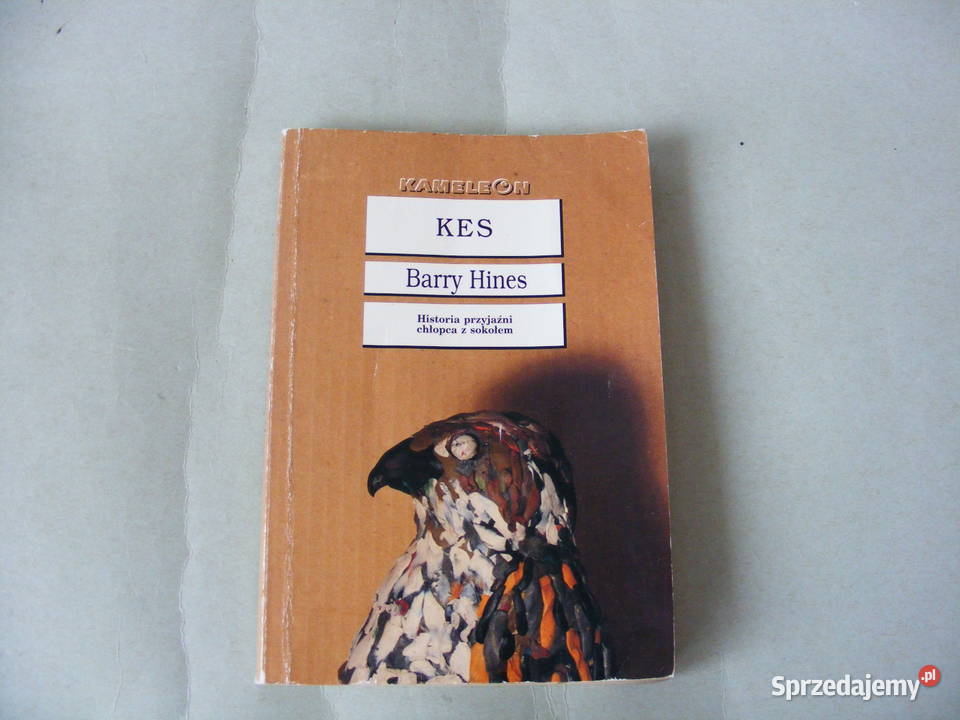 KAMELEON
KES
Barry Hines
Historia przyjaźni
chłopca z sokołem
Sprzedajemy.pl